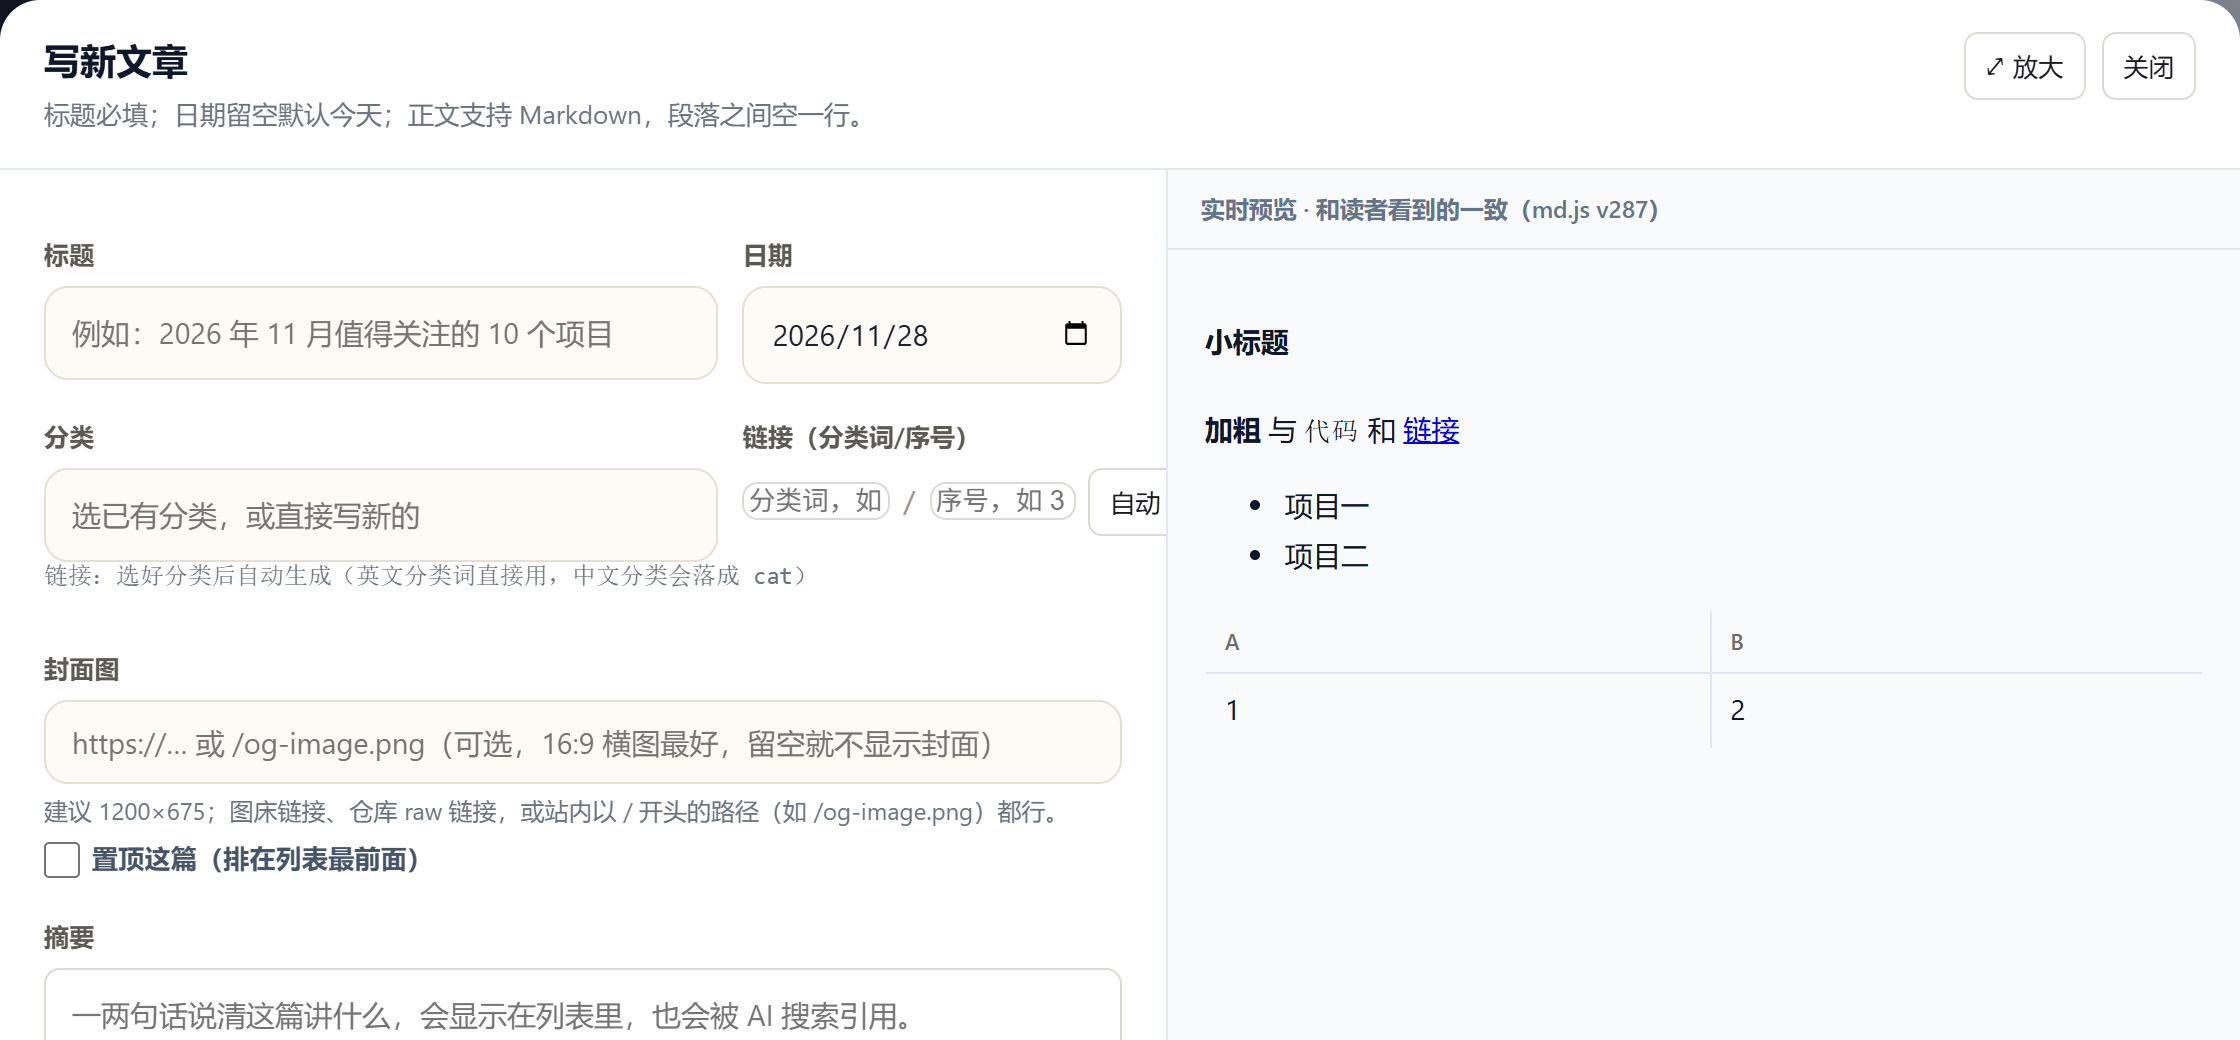 写新文章
标题必填；日期留空默认今天；正文支持 Markdown，段落之间空一行。
⤢ 放大
关闭
标题
日期
例如：2026 年 11 月值得关注的 10 个项目
2026/11/28
分类
链接（分类词/序号）
选已有分类，或直接写新的
分类词，如 / 序号，如 3 自动
链接：选好分类后自动生成（英文分类词直接用，中文分类会落成 cat）
封面图
https://... 或 /og-image.png（可选，16:9 横图最好，留空就不显示封面）
建议 1200×675；图床链接、仓库 raw 链接，或站内以 / 开头的路径（如 /og-image.png）都行。
置顶这篇（排在列表最前面）
摘要
一两句话说清这篇讲什么，会显示在列表里，也会被 AI 搜索引用。
实时预览 · 和读者看到的一致（md.js v287）
小标题
加粗 与 代码 和 链接
• 项目一
• 项目二
A B
1 2